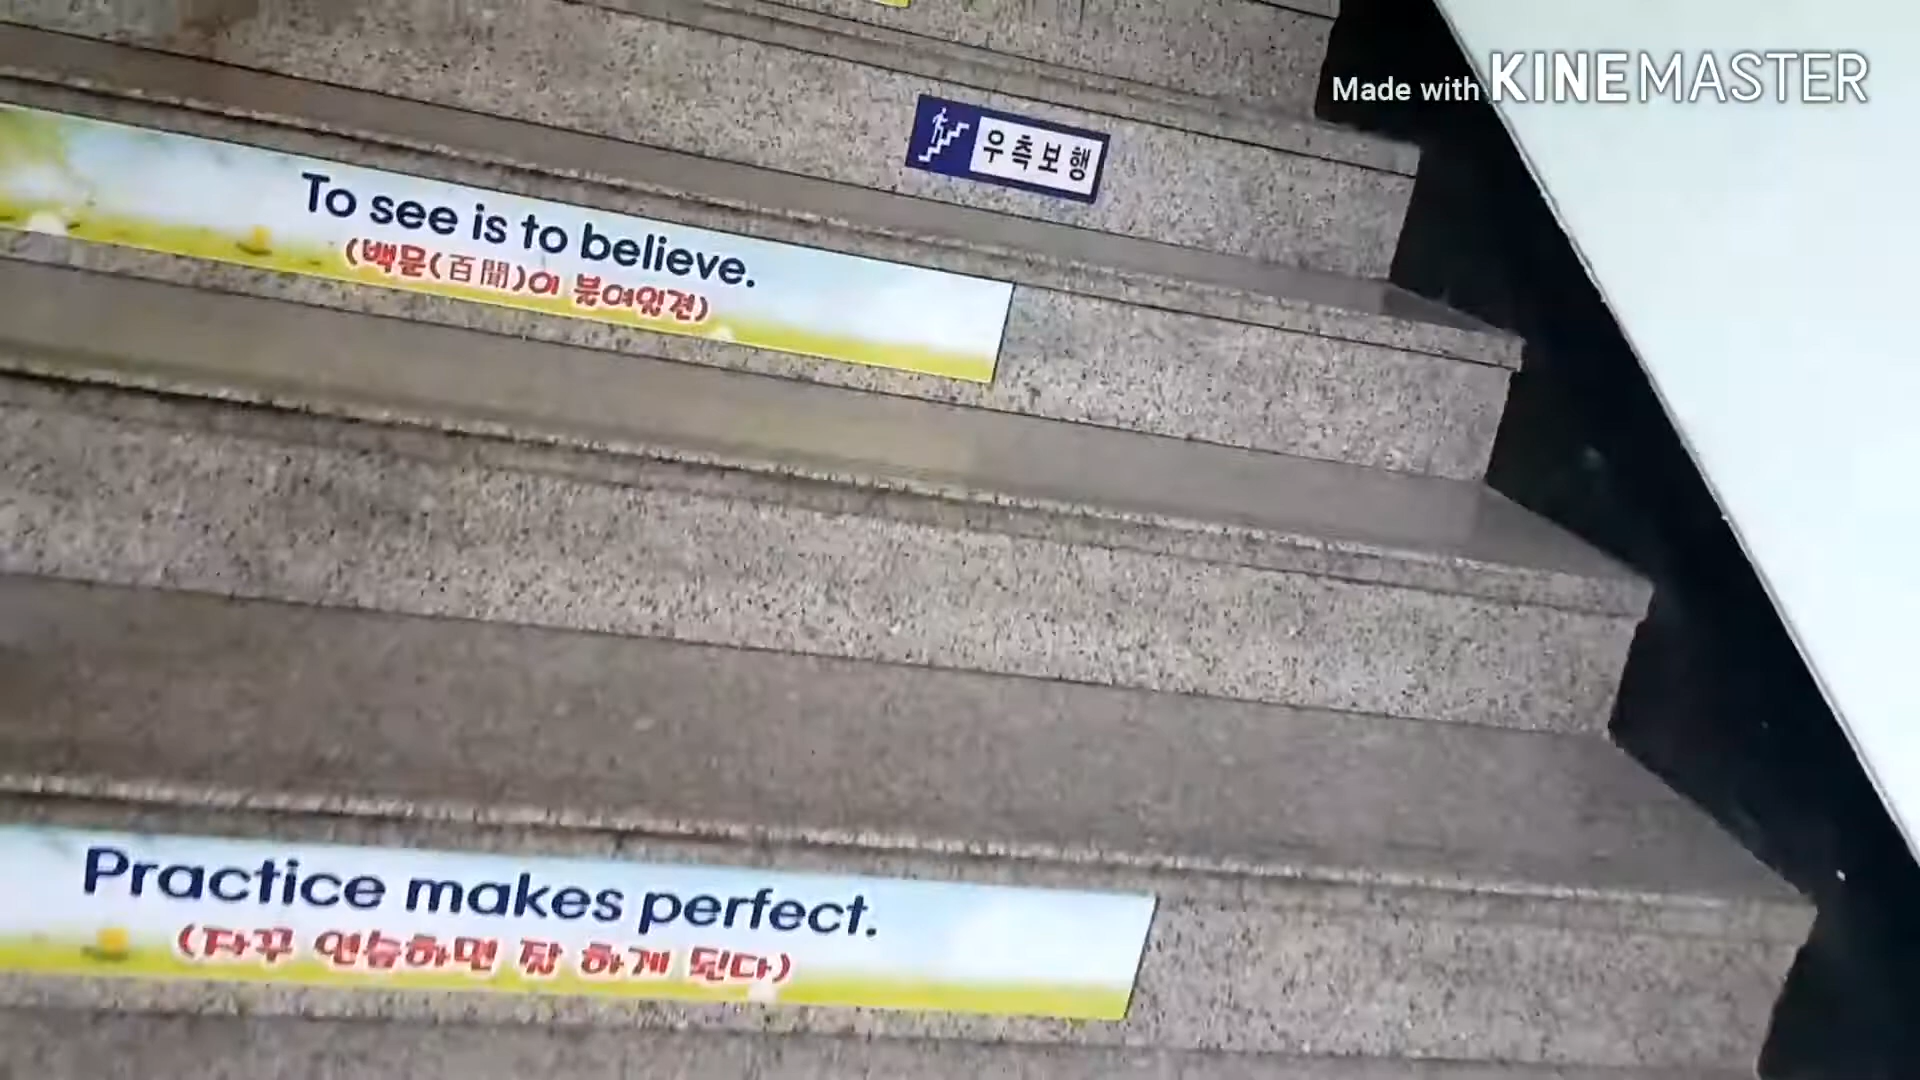 Made with KINEMASTER
우측보행
To see is to believe.
(백문(百聞)이 불여일견)
Practice makes perfect.
(자꾸 연습하면 잘 하게 된다)